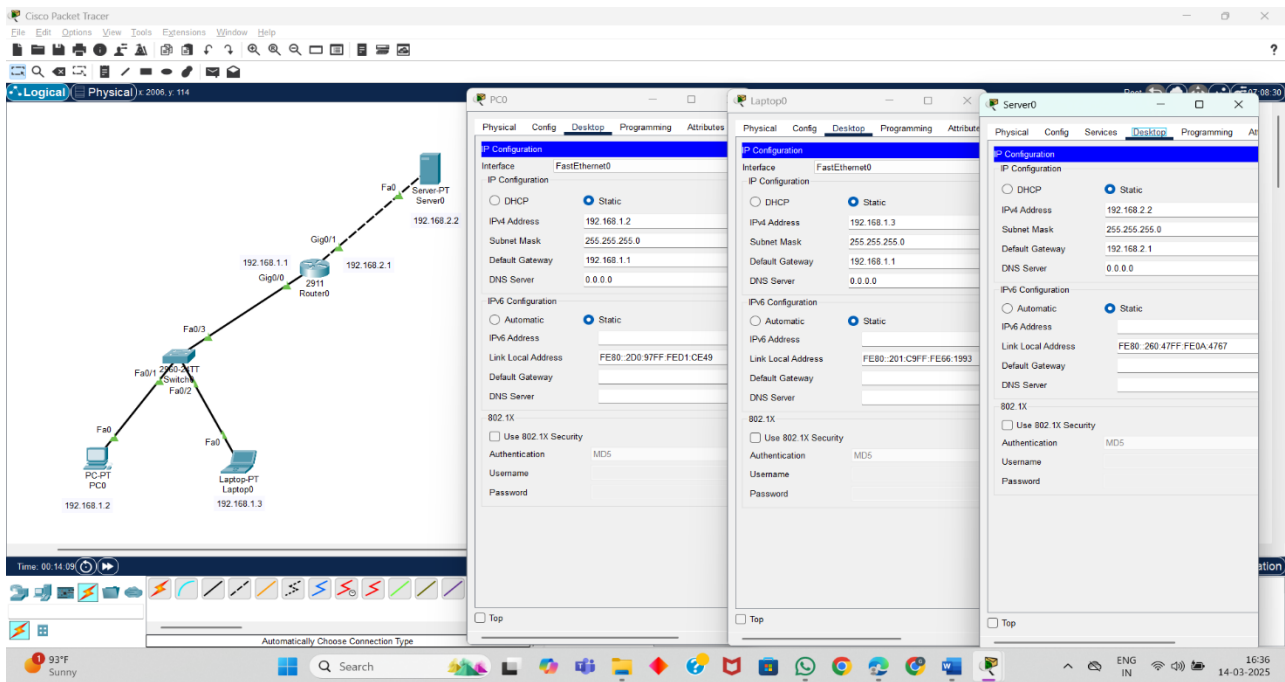 Cisco Packet Tracer
File Edit Options View Tools Extensions Window Help
?
Logical Physical x: 2006, y: 114
07:08:30
Fa0
Server-PT
Server0
192.168.2.2
Gig0/1
192.168.1.1
192.168.2.1
Gig0/0
2911
Router0
Fa0/3
2960-24TT
Fa0/1
Switch0
Fa0/2
Fa0
Fa0
PC-PT
PC0
192.168.1.2
Laptop-PT
Laptop0
192.168.1.3
PC0
Physical Config Desktop Programming Attributes
IP Configuration
Interface FastEthernet0
IP Configuration
DHCP Static
IPv4 Address 192.168.1.2
Subnet Mask 255.255.255.0
Default Gateway 192.168.1.1
DNS Server 0.0.0.0
IPv6 Configuration
Automatic Static
IPv6 Address
Link Local Address FE80::2D0:97FF:FED1:CE49
Default Gateway
DNS Server
802.1X
Use 802.1X Security
Authentication MD5
Username
Password
Top
Laptop0
Physical Config Desktop Programming Attribute
IP Configuration
Interface FastEthernet0
IP Configuration
DHCP Static
IPv4 Address 192.168.1.3
Subnet Mask 255.255.255.0
Default Gateway 192.168.1.1
DNS Server 0.0.0.0
IPv6 Configuration
Automatic Static
IPv6 Address
Link Local Address FE80::201:C9FF:FE66:1993
Default Gateway
DNS Server
802.1X
Use 802.1X Security
Authentication MD5
Username
Password
Top
Server0
Physical Config Services Desktop Programming At
IP Configuration
IP Configuration
DHCP Static
IPv4 Address 192.168.2.2
Subnet Mask 255.255.255.0
Default Gateway 192.168.2.1
DNS Server 0.0.0.0
IPv6 Configuration
Automatic Static
IPv6 Address
Link Local Address FE80::260:47FF:FE0A:4767
Default Gateway
DNS Server
802.1X
Use 802.1X Security
Authentication MD5
Username
Password
Top
Time: 00:14:09
ation
Automatically Choose Connection Type
1
93°F
Sunny
Search
ENG
IN
16:36
14-03-2025